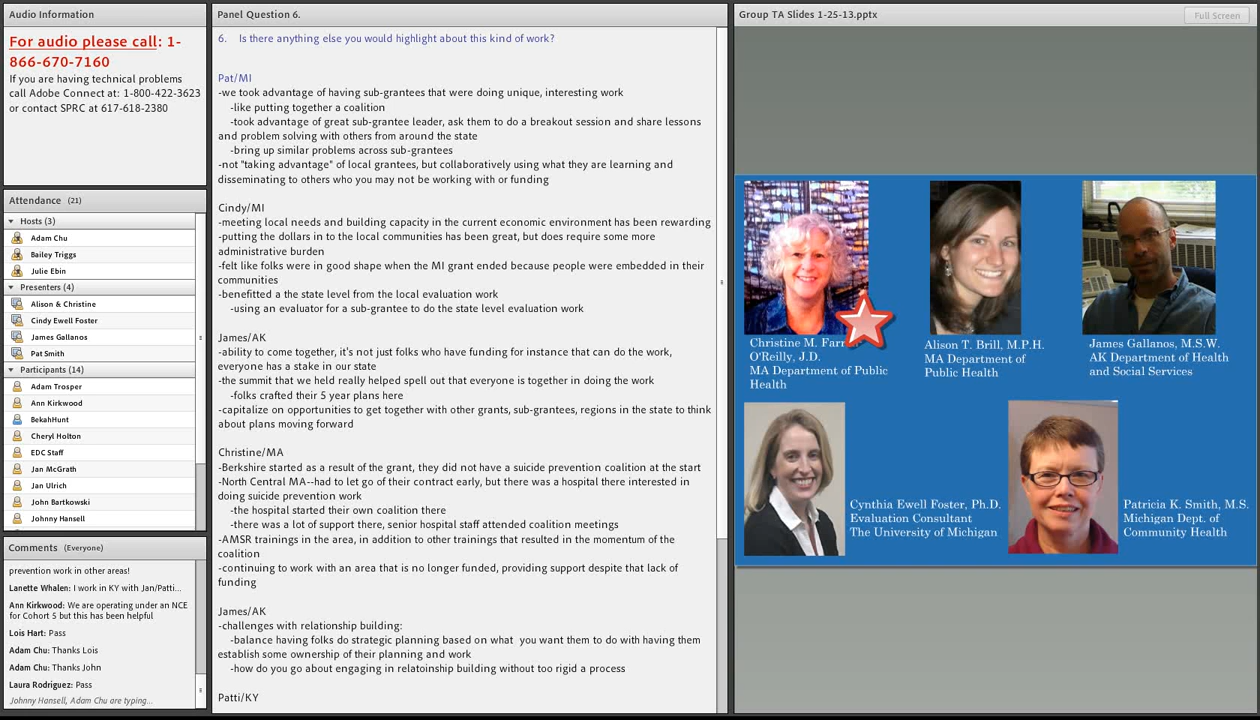 Audio Information
For audio please call: 1-
866-670-7160
If you are having technical problems
call Adobe Connect at: 1-800-422-3623
or contact SPRC at 617-618-2380
Attendance (21)
Hosts (3)
Adam Chu
Bailey Triggs
Julie Ebin
Presenters (4)
Alison & Christine
Cindy Ewell Foster
James Gallanos
Pat Smith
Participants (14)
Adam Trosper
Ann Kirkwood
BekahHunt
Cheryl Holton
EDC Staff
Jan McGrath
Jan Ulrich
John Bartkowski
Johnny Hansell
Comments (Everyone)
prevention work in other areas!
Lanette Whalen: I work in KY with Jan/Patti...
Ann Kirkwood: We are operating under an NCE
for Cohort 5 but this has been helpful
Lois Hart: Pass
Adam Chu: Thanks Lois
Adam Chu: Thanks John
Laura Rodriguez: Pass
Johnny Hansell, Adam Chu are typing...
Panel Question 6.
6. Is there anything else you would highlight about this kind of work?
Pat/MI
-we took advantage of having sub-grantees that were doing unique, interesting work
-like putting together a coalition
-took advantage of great sub-grantee leader, ask them to do a breakout session and share lessons
and problem solving with others from around the state
-bring up similar problems across sub-grantees
-not "taking advantage" of local grantees, but collaboratively using what they are learning and
disseminating to others who you may not be working with or funding
Cindy/MI
-meeting local needs and building capacity in the current economic environment has been rewarding
-putting the dollars in to the local communities has been great, but does require some more
administrative burden
-felt like folks were in good shape when the MI grant ended because people were embedded in their
communities
-benefitted a the state level from the local evaluation work
-using an evaluator for a sub-grantee to do the state level evaluation work
James/AK
-ability to come together, it's not just folks who have funding for instance that can do the work,
everyone has a stake in our state
-the summit that we held really helped spell out that everyone is together in doing the work
-folks crafted their 5 year plans here
-capitalize on opportunities to get together with other grants, sub-grantees, regions in the state to think
about plans moving forward
Christine/MA
-Berkshire started as a result of the grant, they did not have a suicide prevention coalition at the start
-North Central MA--had to let go of their contract early, but there was a hospital there interested in
doing suicide prevention work
-the hospital started their own coalition there
-there was a lot of support there, senior hospital staff attended coalition meetings
-AMSR trainings in the area, in addition to other trainings that resulted in the momentum of the
coalition
-continuing to work with an area that is no longer funded, providing support despite that lack of
funding
James/AK
-challenges with relationship building:
-balance having folks do strategic planning based on what you want them to do with having them
establish some ownership of their planning and work
-how do you go about engaging in relatoinship building without too rigid a process
Patti/KY
Group TA Slides 1-25-13.pptx
Full Screen
Christine M.
O'Reilly, J.D.
MA Department of Public
Health
Alison T. Brill, M.P.H.
MA Department of
Public Health
James Gallanos, M.S.W.
AK Department of Health
and Social Services
Cynthia Ewell Foster, Ph.D.
Evaluation Consultant
The University of Michigan
Patricia K. Smith, M.S.
Michigan Dept. of
Community Health